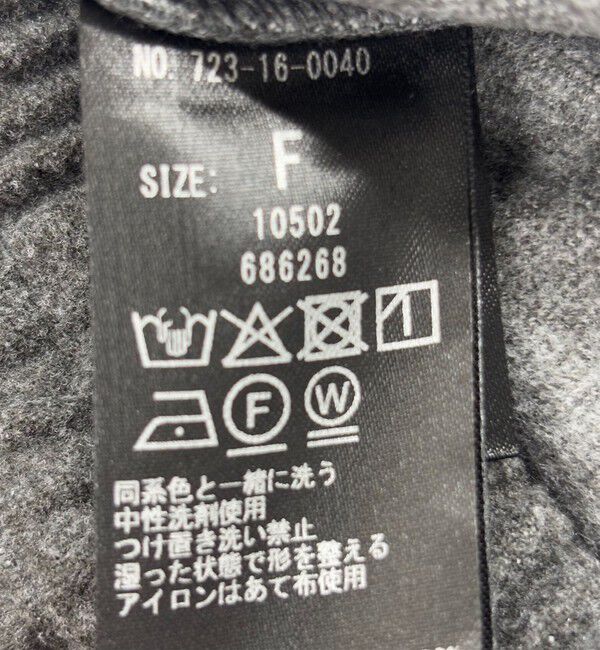 NO. 723-16-0040
SIZE: F
10502
686268
F W
同系色と一緒に洗う
中性洗剤使用
つけ置き洗い禁止
湿った状態で形を整える
アイロンはあて布使用